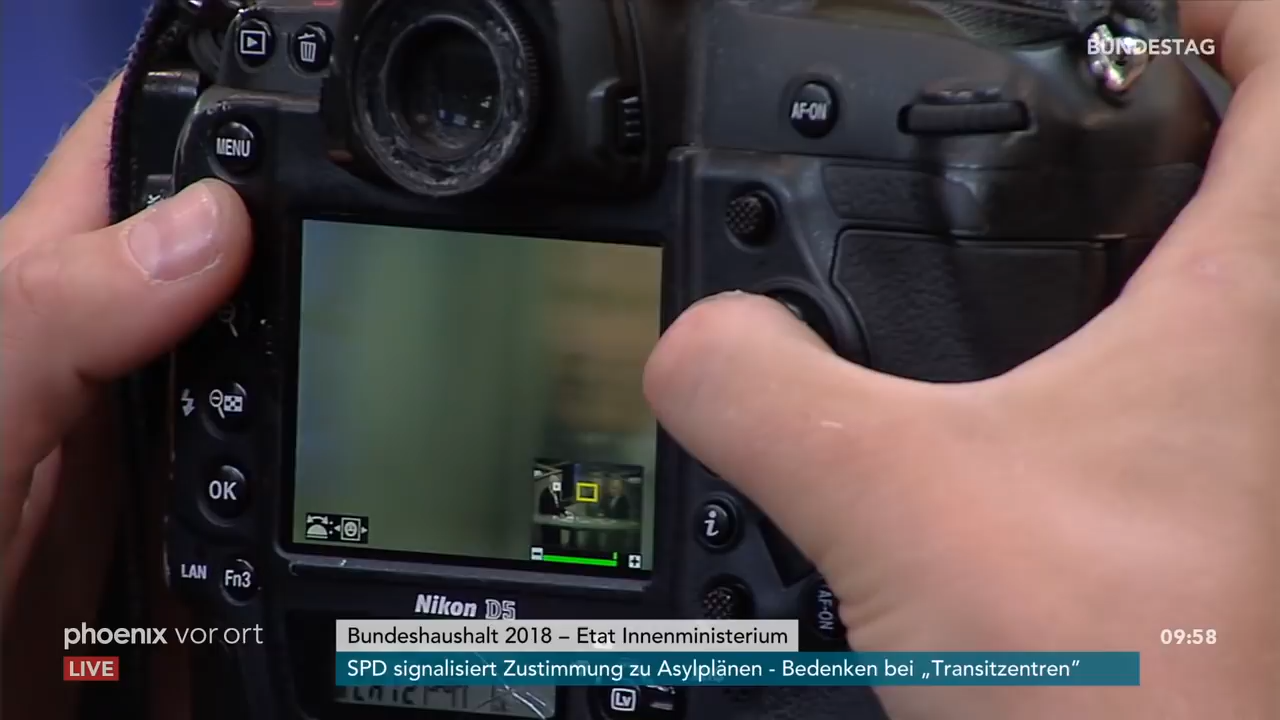 BUNDESTAG
AF-ON
MENU
OK
i
LAN Fn3
AF-ON
Nikon D5
phoenix vor ort
LIVE
Bundeshaushalt 2018 – Etat Innenministerium
SPD signalisiert Zustimmung zu Asylplänen - Bedenken bei „Transitzentren“
09:58
Lv